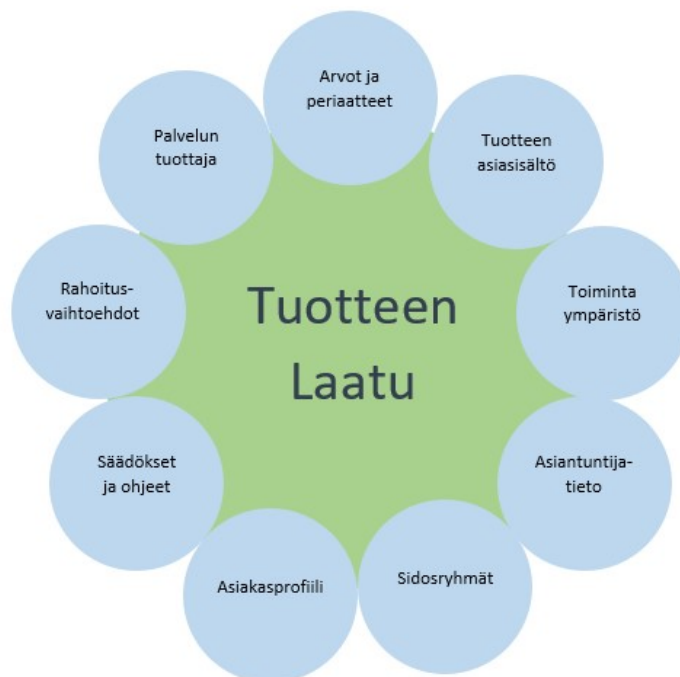 Arvot ja
periaatteet
Tuotteen
asiasisältö
Toiminta
ympäristö
Asiantuntija-
tieto
Sidosryhmät
Asiakasprofiili
Säädökset
ja ohjeet
Rahoitus-
vaihtoehdot
Palvelun
tuottaja
Tuotteen
Laatu